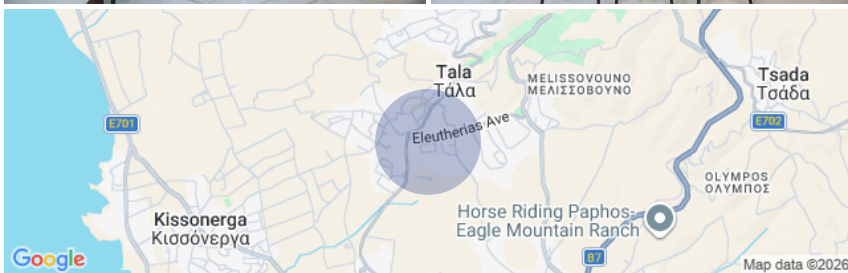 Tala
Τάλα
MELISSOVOUNO
ΜΕΛΙΣΣΟΒΟΥΝΟ
Tsada
Τσάδα
E701
Eleutherias Ave
E702
OLYMPOS
ΟΛΥΜΠΟΣ
Kissonerga
Κισσόνεργα
Horse Riding Paphos-
Eagle Mountain Ranch
B7
Google
Map data ©2026